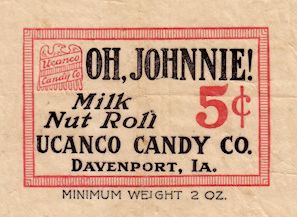 Ucanco
Candy Co
OH, JOHNNIE!
Milk
Nut Roll
5¢
UCANCO CANDY CO.
DAVENPORT, IA.
MINIMUM WEIGHT 2 OZ.